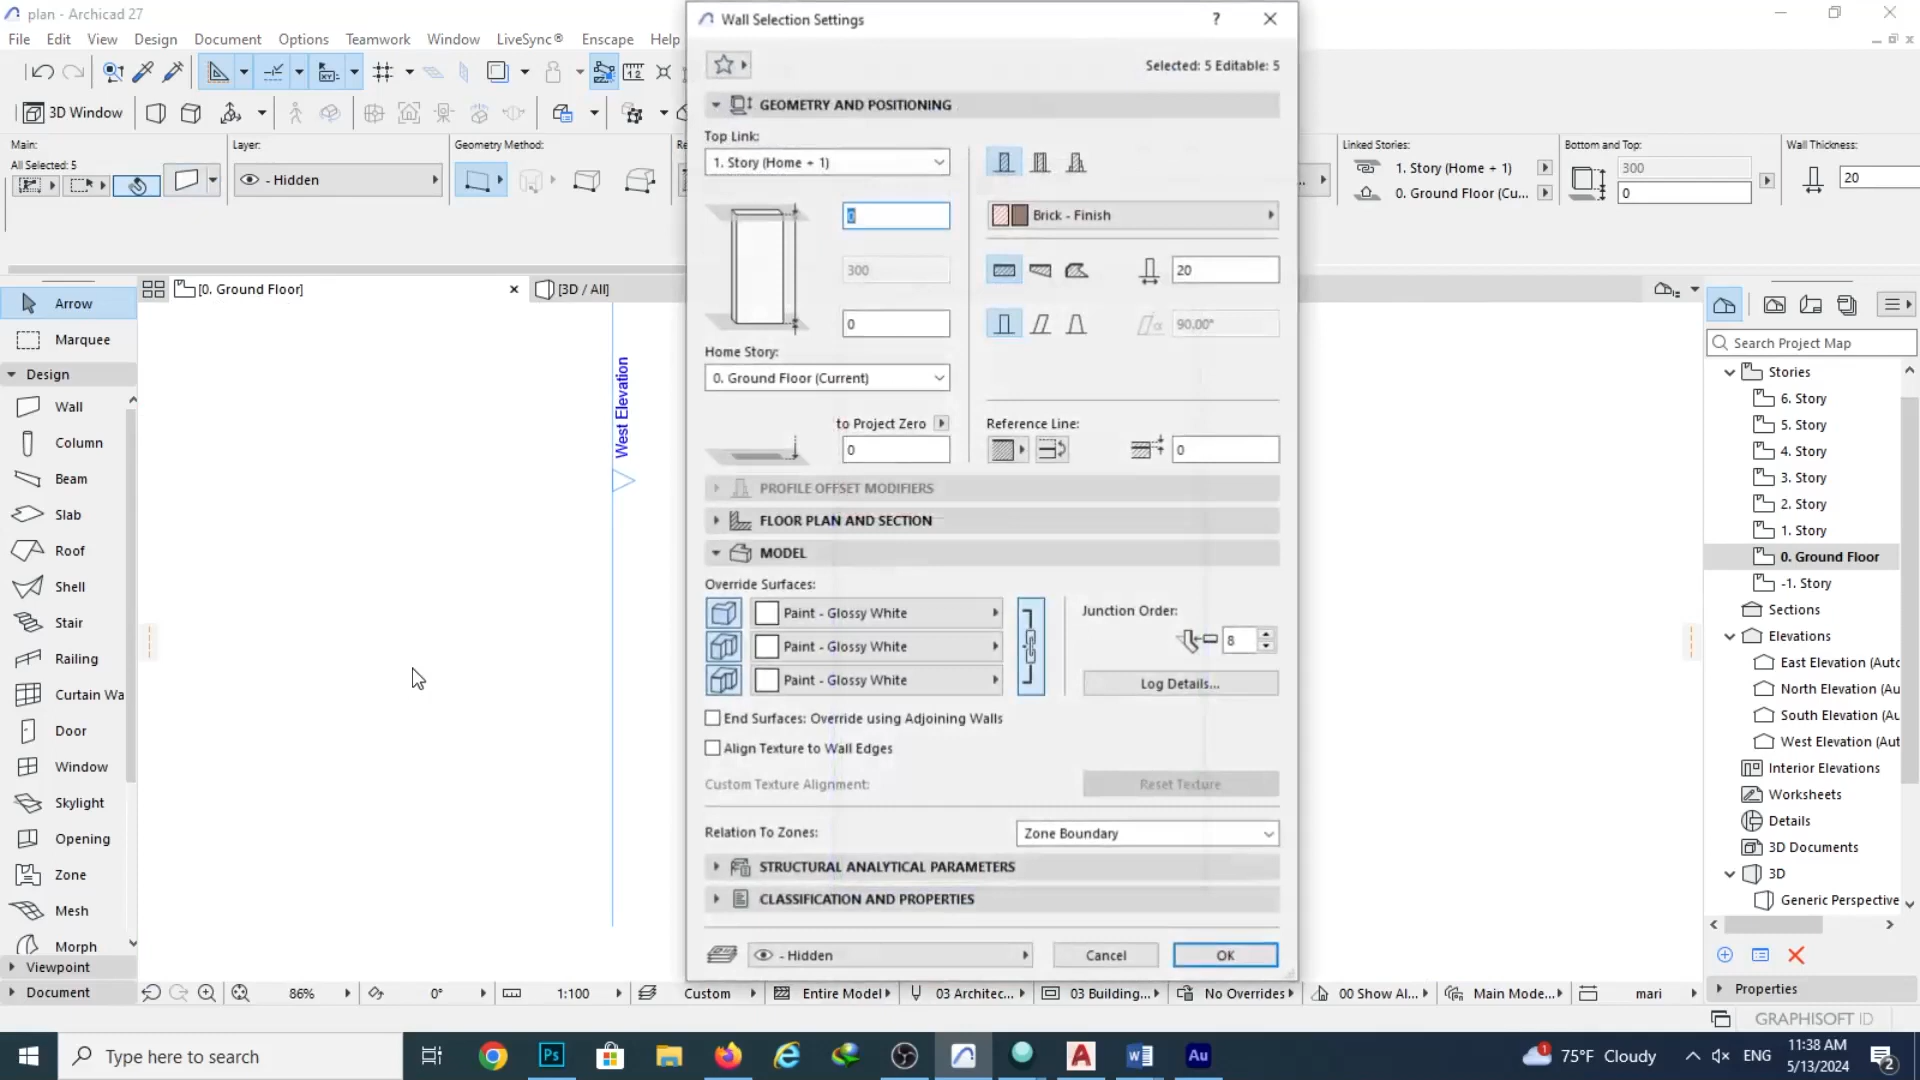 plan - Archicad 27
File Edit View Design Document Options Teamwork Window LiveSync® Enscape Help
3D Window
Main:
All Selected: 5
Layer:
- Hidden
Geometry Method:
Linked Stories:
1. Story (Home + 1)
0. Ground Floor (Cu...
Bottom and Top:
300
0
Wall Thickness:
20
[0. Ground Floor]
[3D / All]
Arrow
Marquee
Design
Wall
Column
Beam
Slab
Roof
Shell
Stair
Railing
Curtain Wa
Door
Window
Skylight
Opening
Zone
Mesh
Morph
Viewpoint
Document
West Elevation
Wall Selection Settings
?
Selected: 5 Editable: 5
GEOMETRY AND POSITIONING
Top Link:
1. Story (Home + 1)
0
300
0
Home Story:
0. Ground Floor (Current)
to Project Zero
0
Brick - Finish
20
90.00°
Reference Line:
0
PROFILE OFFSET MODIFIERS
FLOOR PLAN AND SECTION
MODEL
Override Surfaces:
Paint - Glossy White
Paint - Glossy White
Paint - Glossy White
Junction Order:
8
Log Details...
End Surfaces: Override using Adjoining Walls
Align Texture to Wall Edges
Custom Texture Alignment:
Reset Texture
Relation To Zones:
Zone Boundary
STRUCTURAL ANALYTICAL PARAMETERS
CLASSIFICATION AND PROPERTIES
- Hidden
Cancel
OK
Search Project Map
Stories
6. Story
5. Story
4. Story
3. Story
2. Story
1. Story
0. Ground Floor
-1. Story
Sections
Elevations
East Elevation (Autc
North Elevation (Au
South Elevation (Au
West Elevation (Aut
Interior Elevations
Worksheets
Details
3D Documents
3D
Generic Perspective
Properties
86%
0°
1:100
Custom
Entire Model
03 Architec...
03 Building...
No Overrides
00 Show Al...
Main Mode...
mari
GRAPHISOFT ID
Type here to search
75°F Cloudy
ENG
11:38 AM
5/13/2024
2